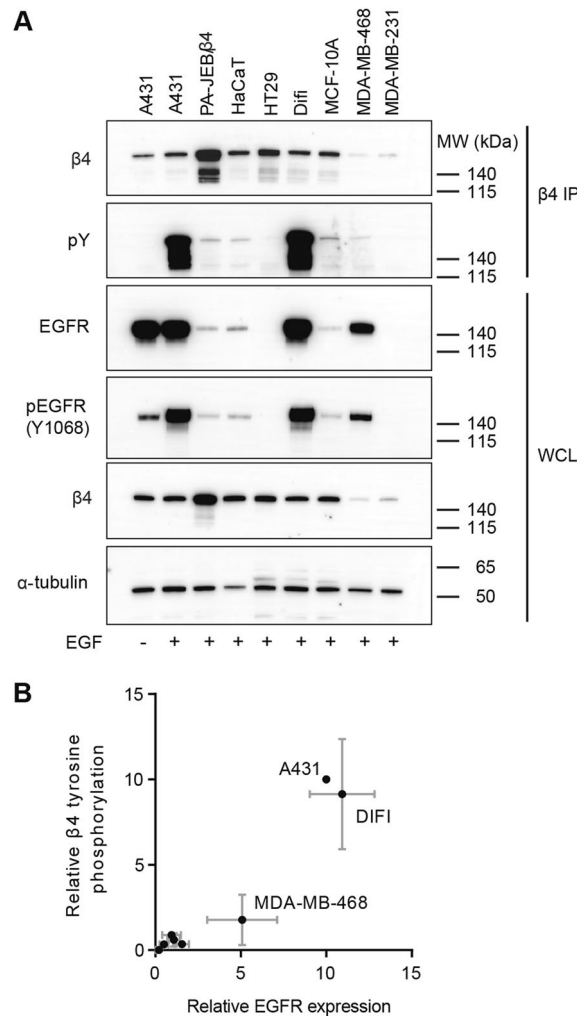 A
A431
A431
PA-JEB/β4
HaCaT
HT29
Difi
MCF-10A
MDA-MB-468
MDA-MB-231
MW (kDa)
β4
140
115
β4 IP
pY
140
115
EGFR
140
115
pEGFR
(Y1068)
140
115
WCL
β4
140
115
α-tubulin
65
50
EGF - + + + + + + + +
B
Relative β4 tyrosine
phosphorylation
15
10
5
0
A431
DIFI
MDA-MB-468
0 5 10 15
Relative EGFR expression